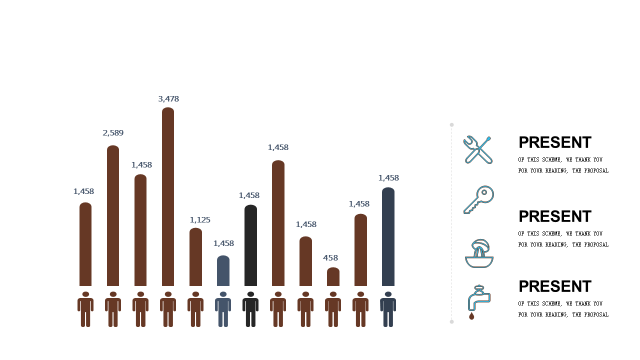 1,458
2,589
1,458
3,478
1,125
1,458
1,458
1,458
1,458
458
1,458
1,458
PRESENT
OF THIS SCHEME, WE THANK YOU
FOR YOUR READING, THE PROPOSAL
PRESENT
OF THIS SCHEME, WE THANK YOU
FOR YOUR READING, THE PROPOSAL
PRESENT
OF THIS SCHEME, WE THANK YOU
FOR YOUR READING, THE PROPOSAL